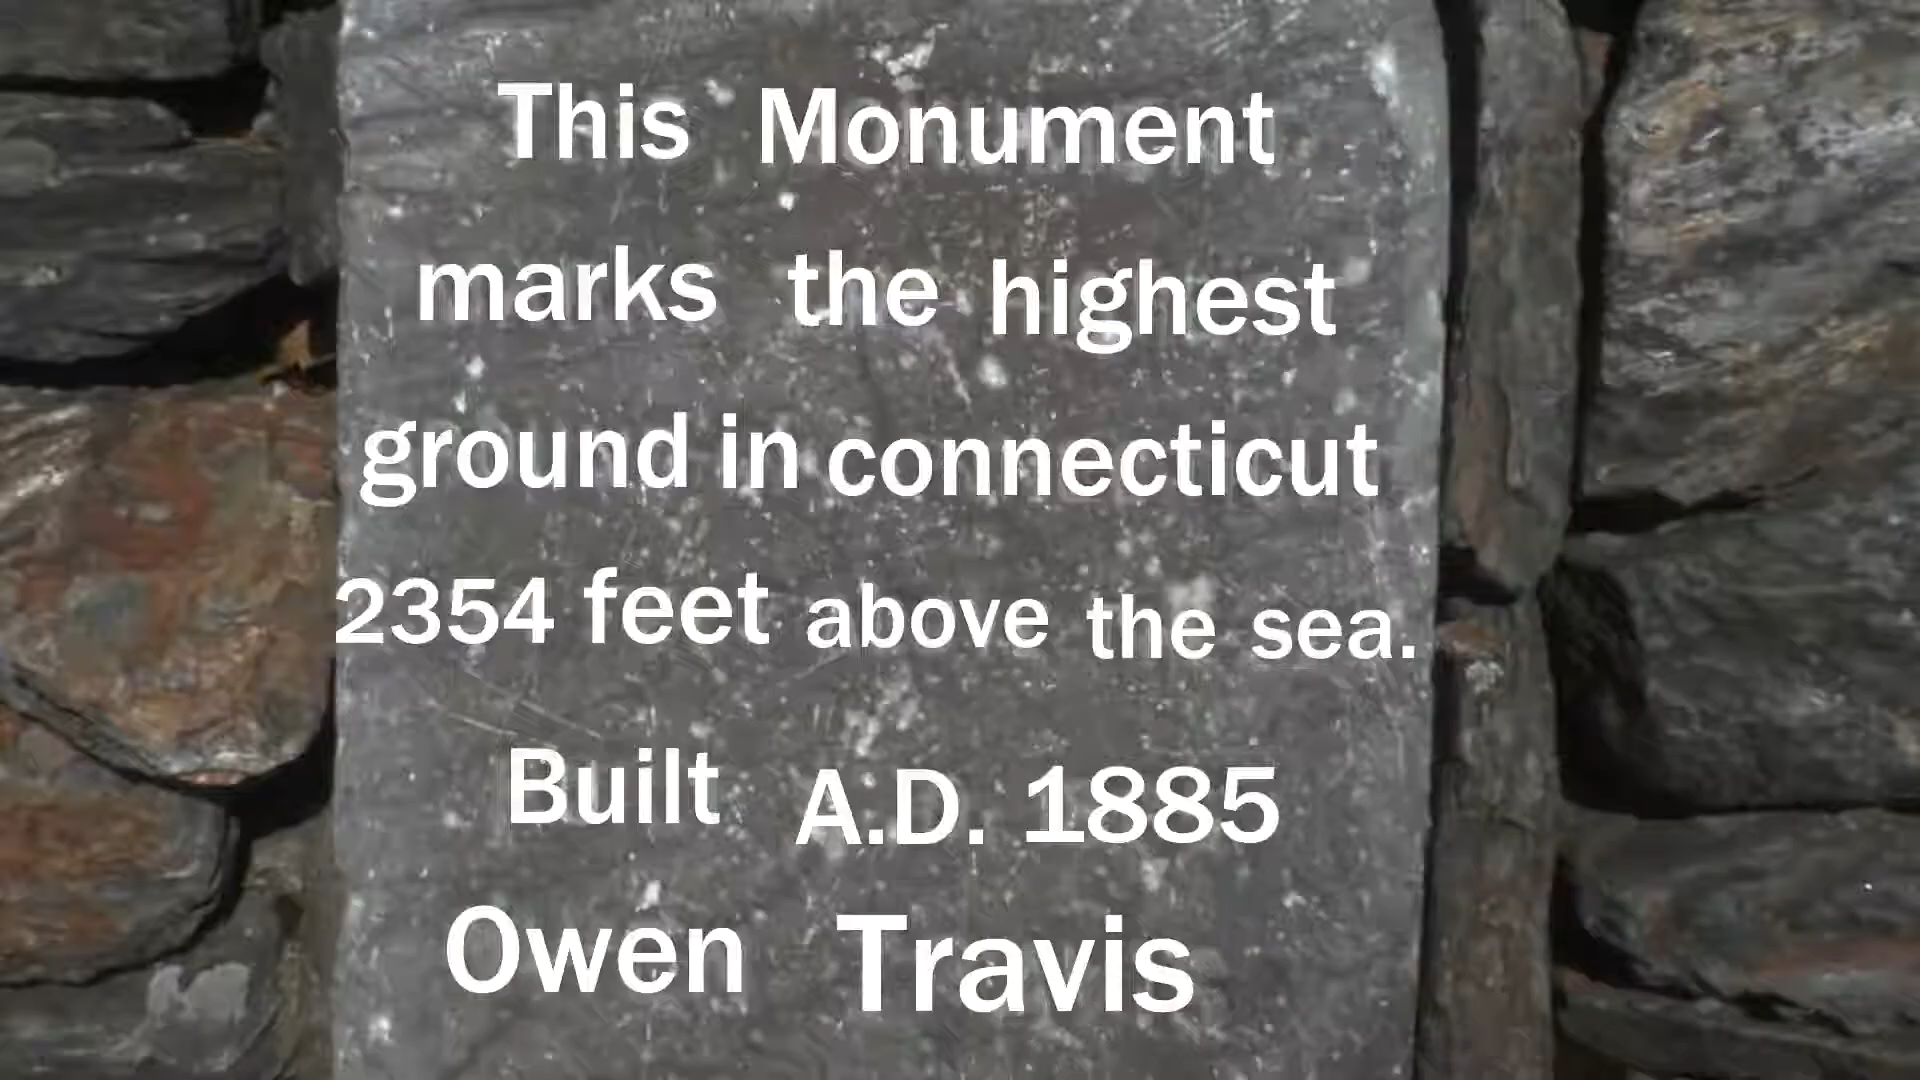 This Monument
marks the highest
ground in connecticut
2354 feet above the sea.
Built A.D. 1885
Owen Travis